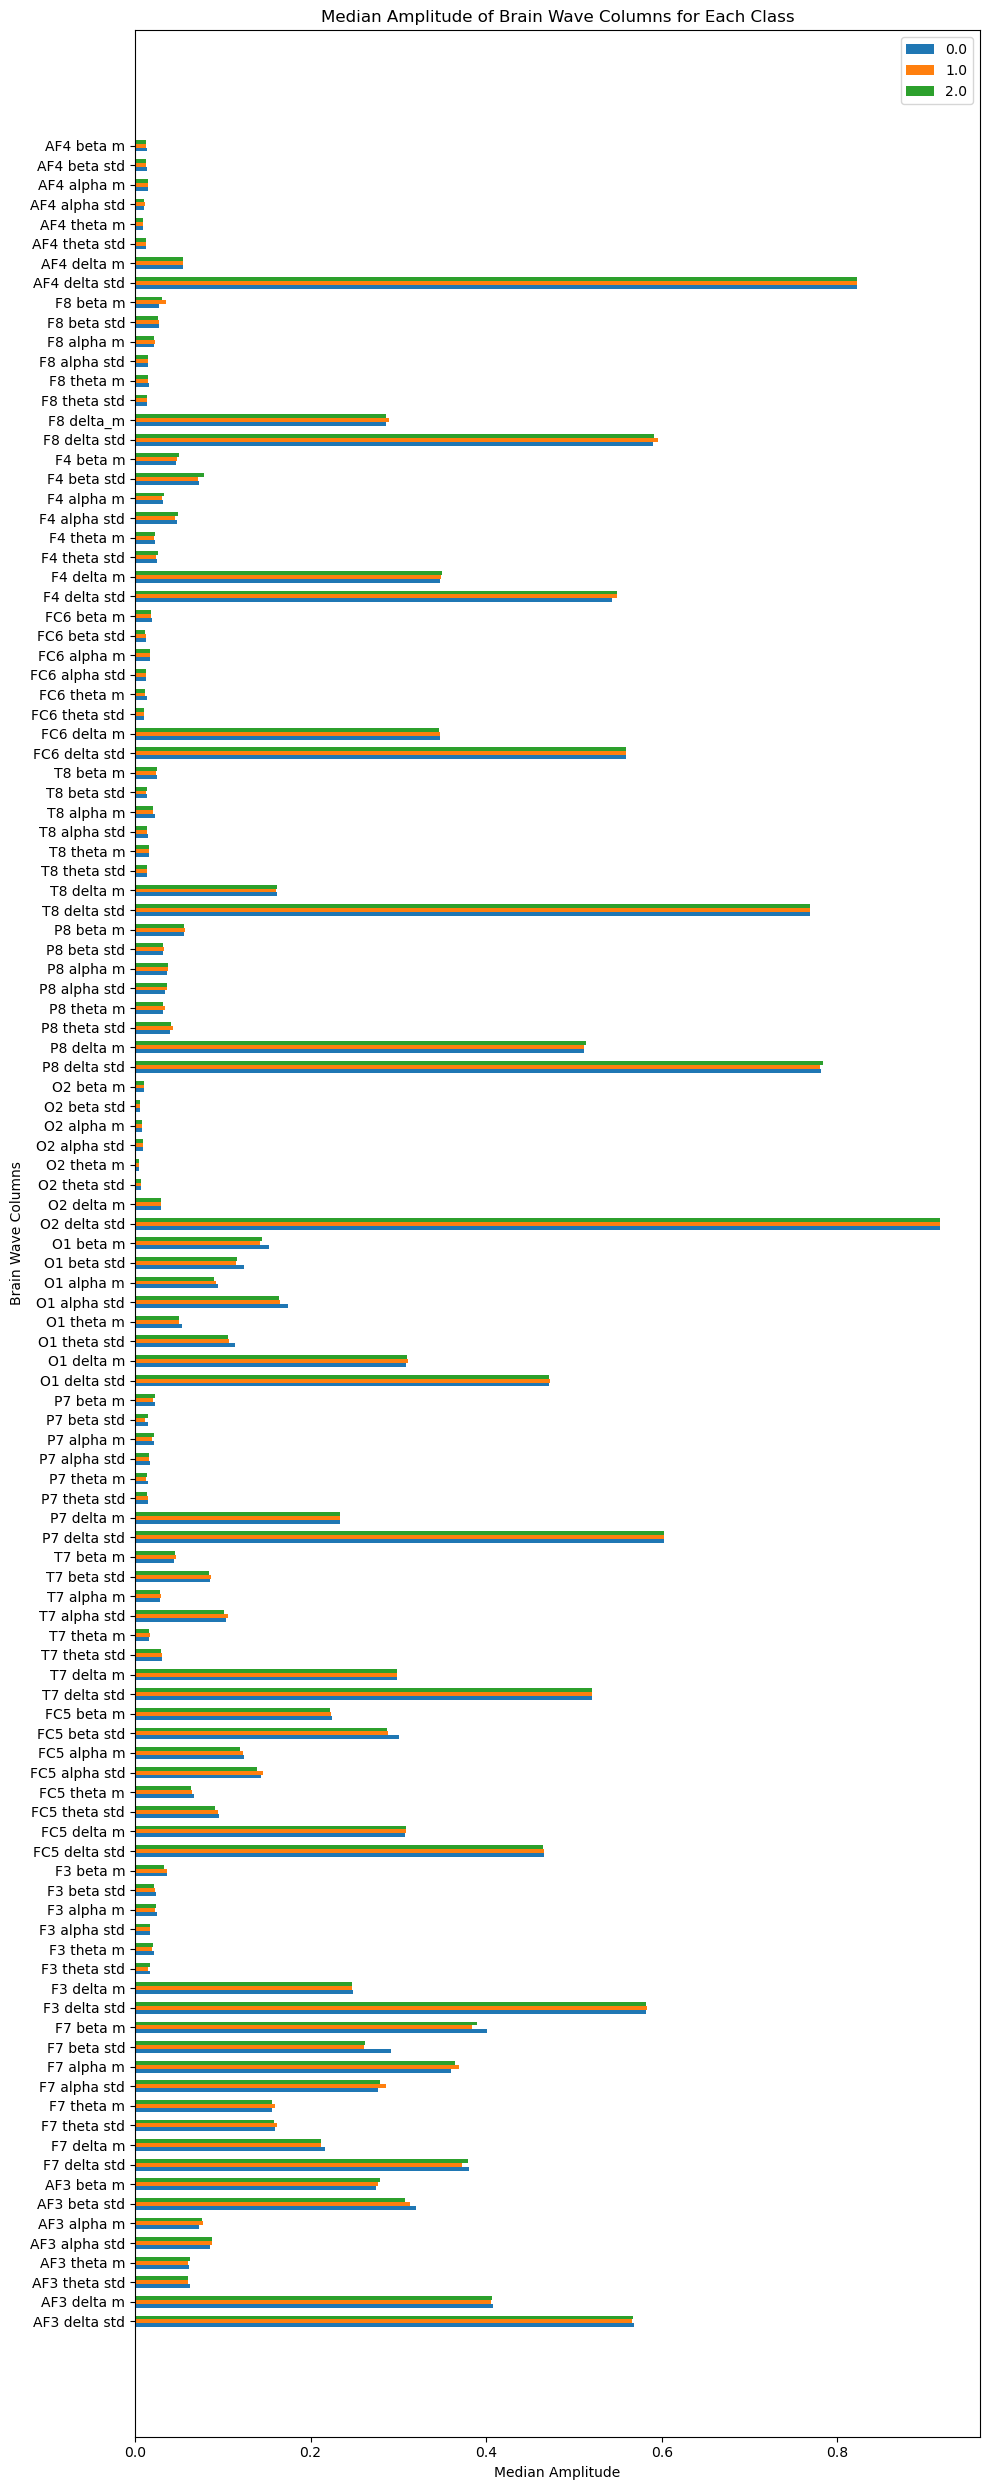 Median Amplitude of Brain Wave Columns for Each Class
0.0
1.0
2.0
AF4 beta m
AF4 beta std
AF4 alpha m
AF4 alpha std
AF4 theta m
AF4 theta std
AF4 delta m
AF4 delta std
F8 beta m
F8 beta std
F8 alpha m
F8 alpha std
F8 theta m
F8 theta std
F8 delta_m
F8 delta std
F4 beta m
F4 beta std
F4 alpha m
F4 alpha std
F4 theta m
F4 theta std
F4 delta m
F4 delta std
FC6 beta m
FC6 beta std
FC6 alpha m
FC6 alpha std
FC6 theta m
FC6 theta std
FC6 delta m
FC6 delta std
T8 beta m
T8 beta std
T8 alpha m
T8 alpha std
T8 theta m
T8 theta std
T8 delta m
T8 delta std
P8 beta m
P8 beta std
P8 alpha m
P8 alpha std
P8 theta m
P8 theta std
P8 delta m
P8 delta std
O2 beta m
O2 beta std
O2 alpha m
O2 alpha std
O2 theta m
O2 theta std
O2 delta m
O2 delta std
O1 beta m
O1 beta std
O1 alpha m
O1 alpha std
O1 theta m
O1 theta std
O1 delta m
O1 delta std
P7 beta m
P7 beta std
P7 alpha m
P7 alpha std
P7 theta m
P7 theta std
P7 delta m
P7 delta std
T7 beta m
T7 beta std
T7 alpha m
T7 alpha std
T7 theta m
T7 theta std
T7 delta m
T7 delta std
FC5 beta m
FC5 beta std
FC5 alpha m
FC5 alpha std
FC5 theta m
FC5 theta std
FC5 delta m
FC5 delta std
F3 beta m
F3 beta std
F3 alpha m
F3 alpha std
F3 theta m
F3 theta std
F3 delta m
F3 delta std
F7 beta m
F7 beta std
F7 alpha m
F7 alpha std
F7 theta m
F7 theta std
F7 delta m
F7 delta std
AF3 beta m
AF3 beta std
AF3 alpha m
AF3 alpha std
AF3 theta m
AF3 theta std
AF3 delta m
AF3 delta std
Brain Wave Columns
0.0 0.2 0.4 0.6 0.8
Median Amplitude